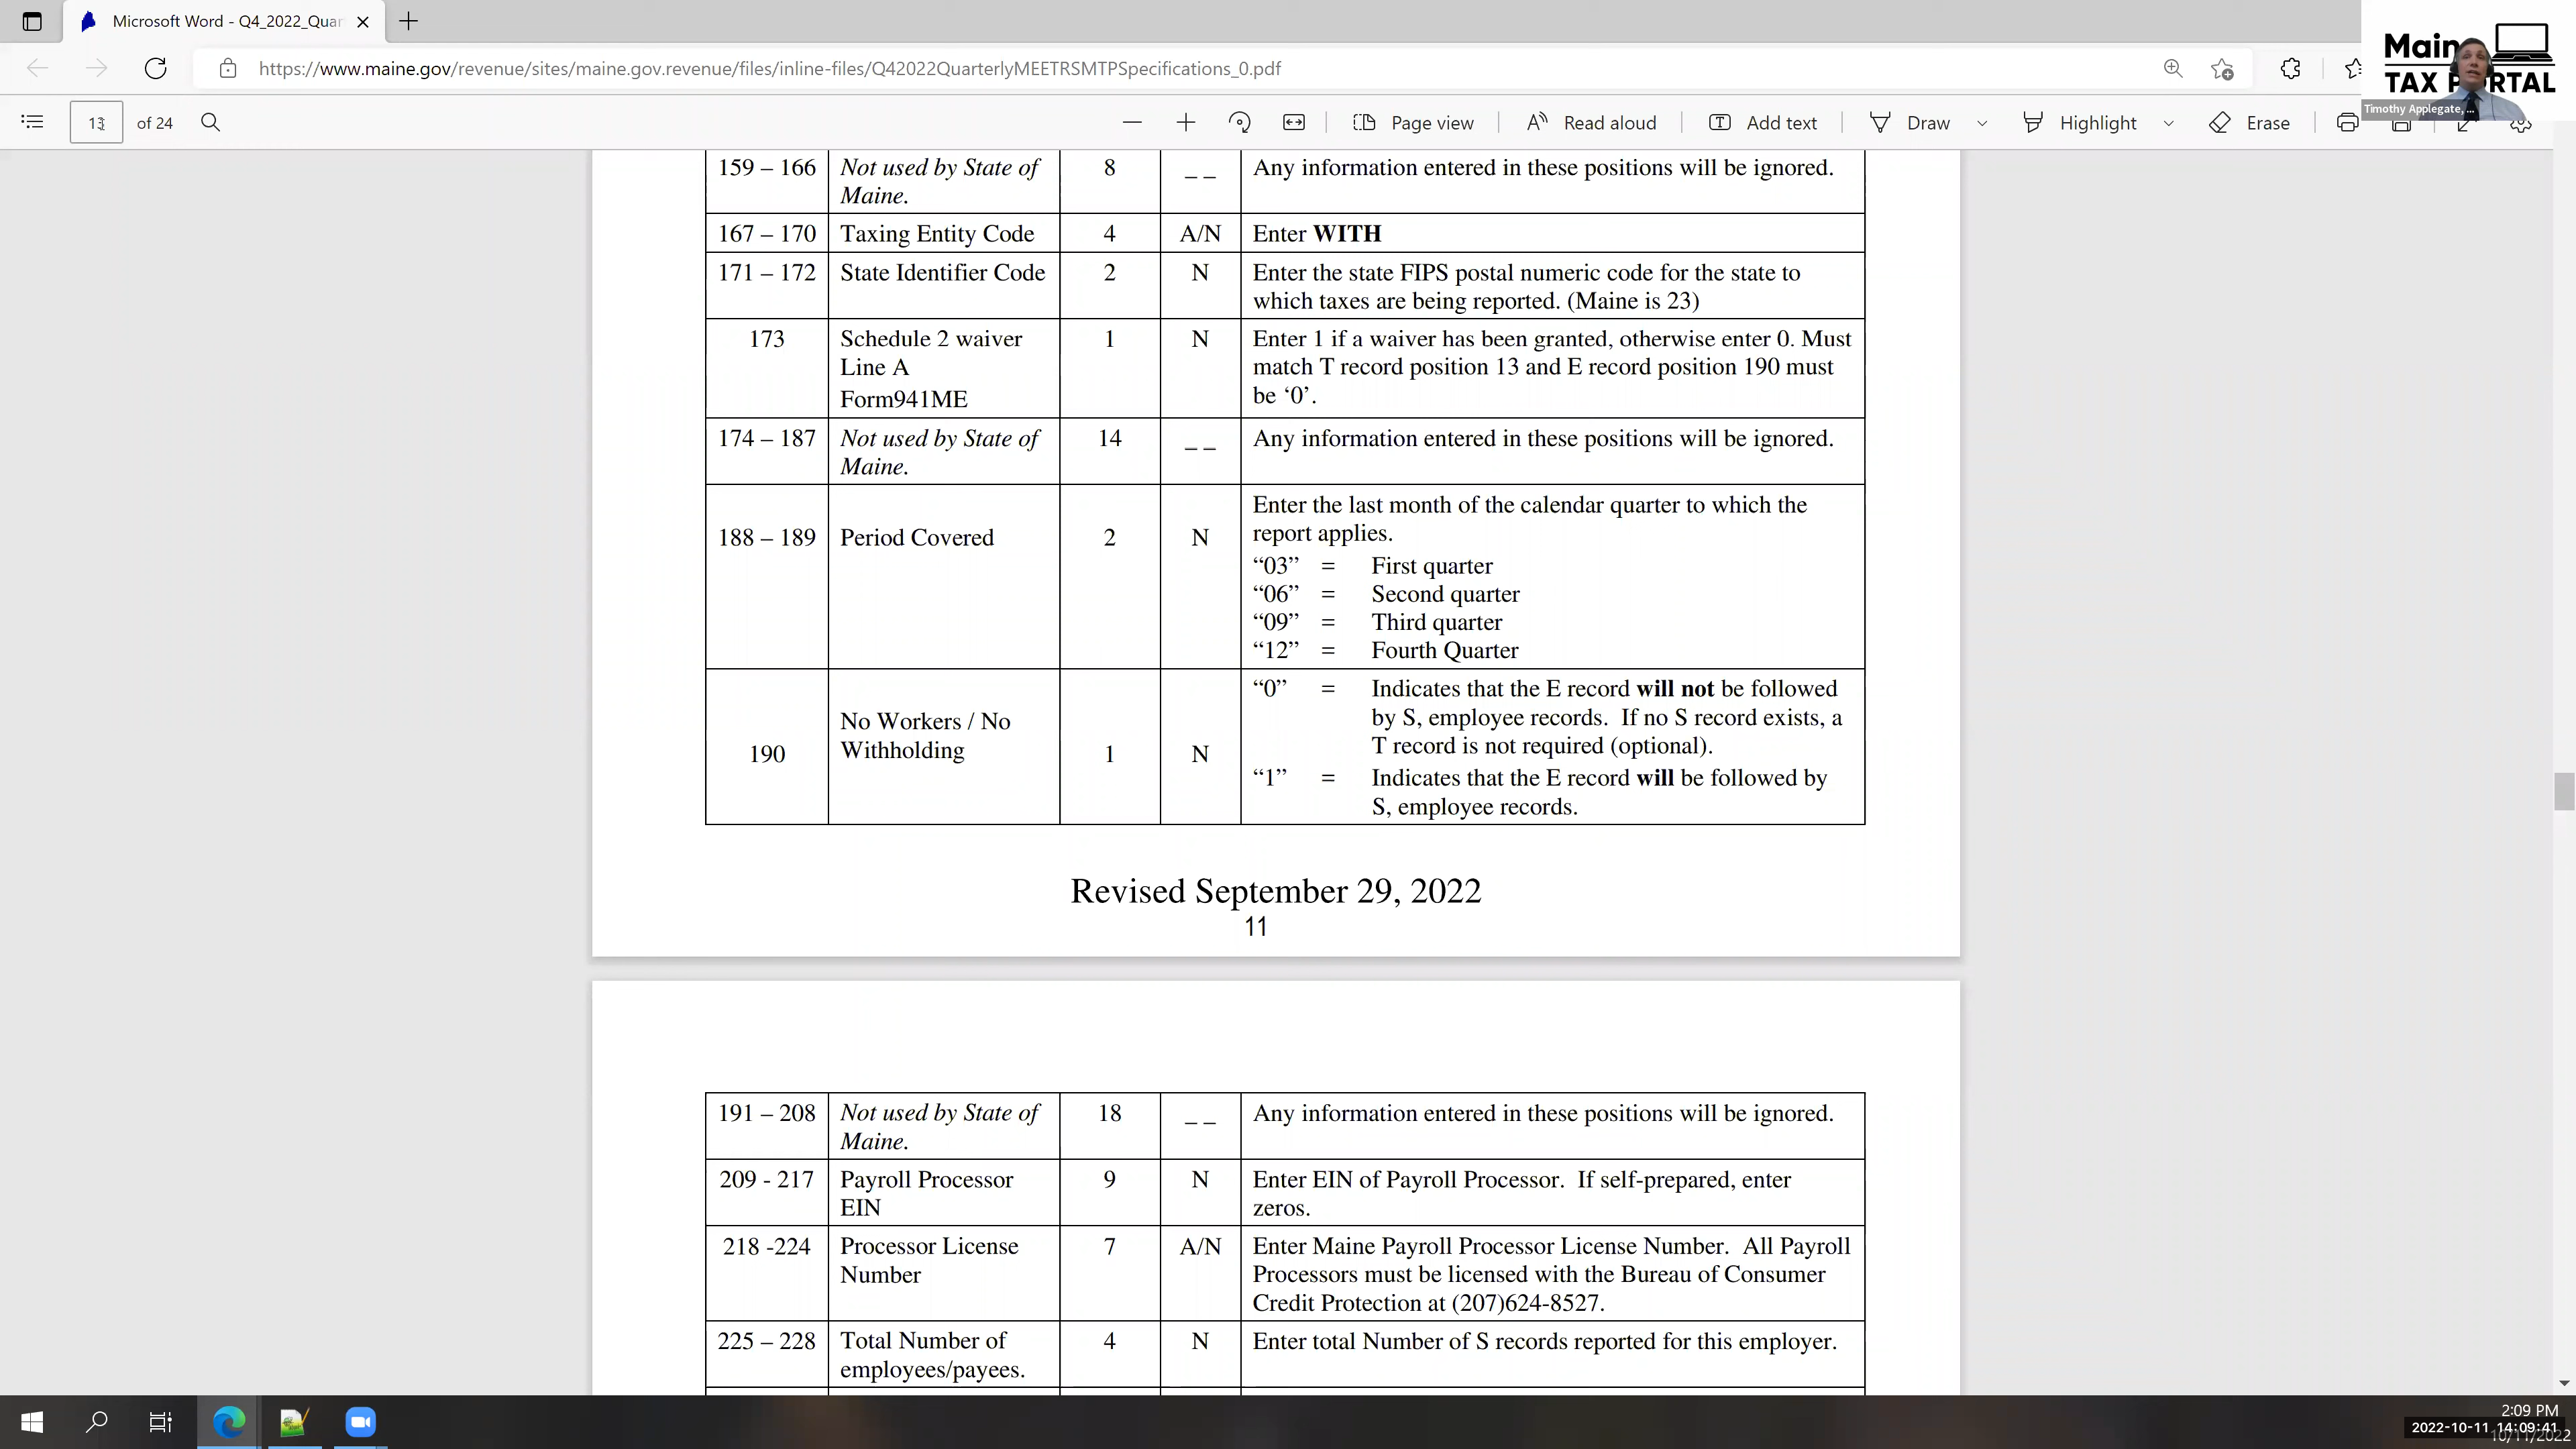 Microsoft Word - Q4_2022_Quar
https://www.maine.gov/revenue/sites/maine.gov.revenue/files/inline-files/Q42022QuarterlyMEETRSMTPSpecifications_0.pdf
TAX PORTAL
Timothy Applegate, ...
13 of 24
Page view
Read aloud
Add text
Draw
Highlight
Erase
159 – 166 Not used by State of 8 _ _ Any information entered in these positions will be ignored.
Maine.
167 – 170 Taxing Entity Code 4 A/N Enter WITH
171 – 172 State Identifier Code 2 N Enter the state FIPS postal numeric code for the state to
which taxes are being reported. (Maine is 23)
173 Schedule 2 waiver 1 N Enter 1 if a waiver has been granted, otherwise enter 0. Must
Line A match T record position 13 and E record position 190 must
Form941ME be ‘0’.
174 – 187 Not used by State of 14 _ _ Any information entered in these positions will be ignored.
Maine.
Enter the last month of the calendar quarter to which the
188 – 189 Period Covered 2 N report applies.
“03” = First quarter
“06” = Second quarter
“09” = Third quarter
“12” = Fourth Quarter
“0” = Indicates that the E record will not be followed
No Workers / No by S, employee records. If no S record exists, a
190 Withholding 1 N T record is not required (optional).
“1” = Indicates that the E record will be followed by
S, employee records.
Revised September 29, 2022
11
191 – 208 Not used by State of 18 _ _ Any information entered in these positions will be ignored.
Maine.
209 - 217 Payroll Processor 9 N Enter EIN of Payroll Processor. If self-prepared, enter
EIN zeros.
218 -224 Processor License 7 A/N Enter Maine Payroll Processor License Number. All Payroll
Number Processors must be licensed with the Bureau of Consumer
Credit Protection at (207)624-8527.
225 – 228 Total Number of 4 N Enter total Number of S records reported for this employer.
employees/payees.
2:09 PM
2022-10-11 14:09:41
10/11/2022